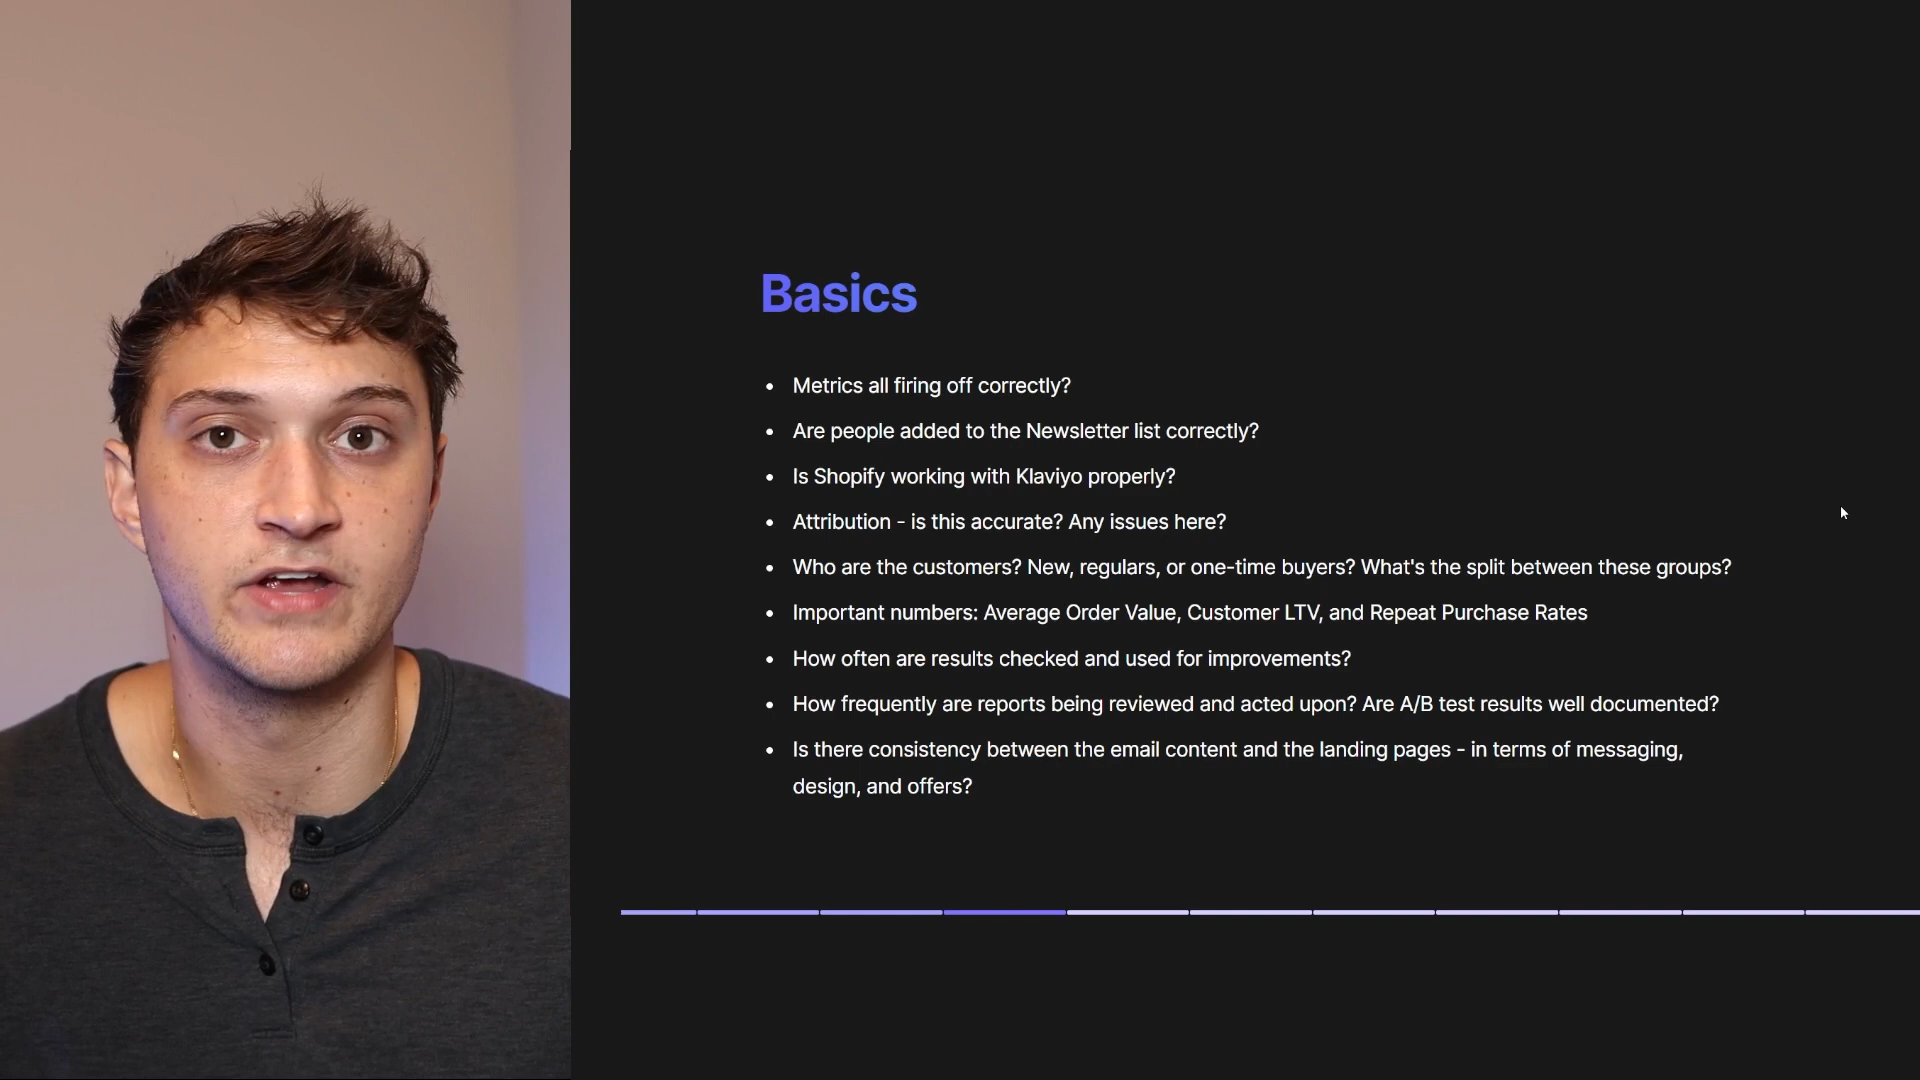 Basics
• Metrics all firing off correctly?
• Are people added to the Newsletter list correctly?
• Is Shopify working with Klaviyo properly?
• Attribution - is this accurate? Any issues here?
• Who are the customers? New, regulars, or one-time buyers? What's the split between these groups?
• Important numbers: Average Order Value, Customer LTV, and Repeat Purchase Rates
• How often are results checked and used for improvements?
• How frequently are reports being reviewed and acted upon? Are A/B test results well documented?
• Is there consistency between the email content and the landing pages - in terms of messaging,
design, and offers?